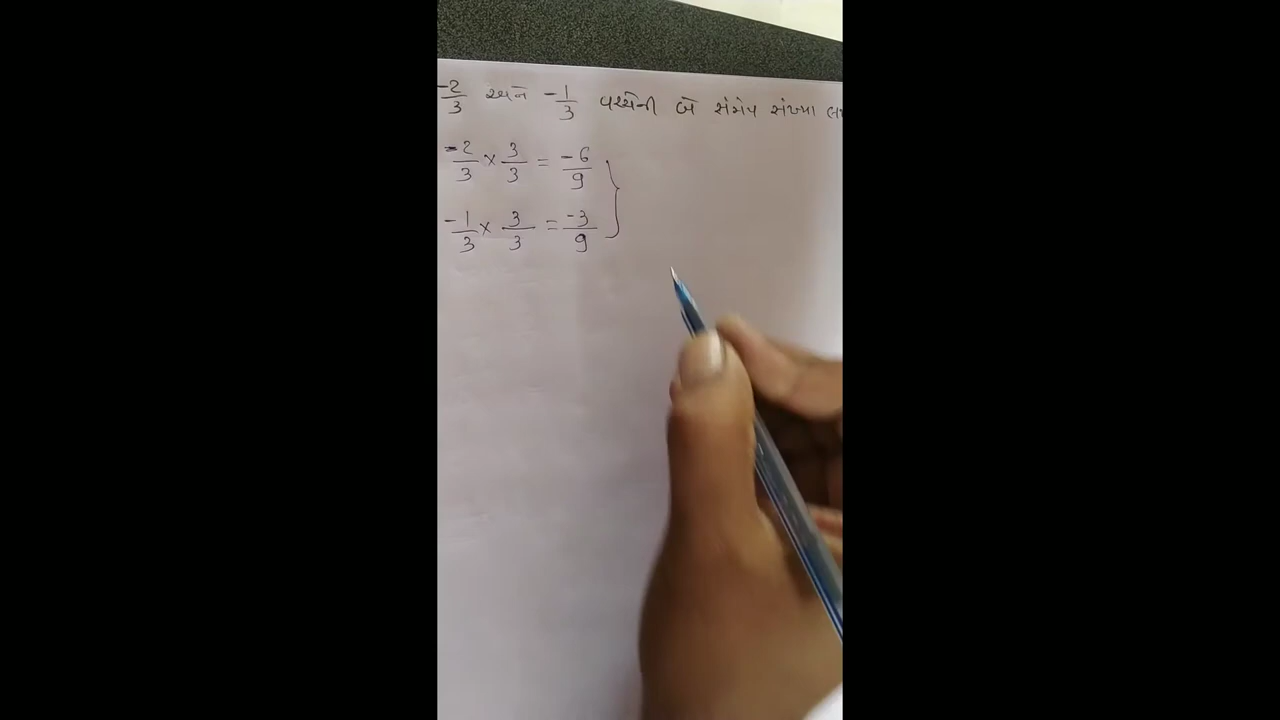 -2/3 અને -1/3 વચ્ચેની બે સંમેય સંખ્યા
-2/3 × 3/3 = -6/9
-1/3 × 3/3 = -3/9